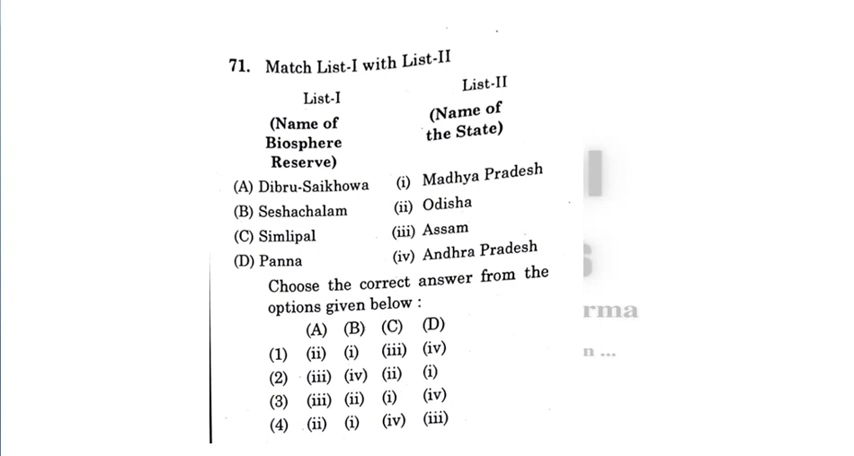 71. Match List-I with List-II
List-I List-II
(Name of Biosphere Reserve) (Name of the State)
(A) Dibru-Saikhowa (i) Madhya Pradesh
(B) Seshachalam (ii) Odisha
(C) Simlipal (iii) Assam
(D) Panna (iv) Andhra Pradesh
Choose the correct answer from the
options given below :
(A) (B) (C) (D)
(1) (ii) (i) (iii) (iv)
(2) (iii) (iv) (ii) (i)
(3) (iii) (ii) (i) (iv)
(4) (ii) (i) (iv) (iii)
rma
n ...